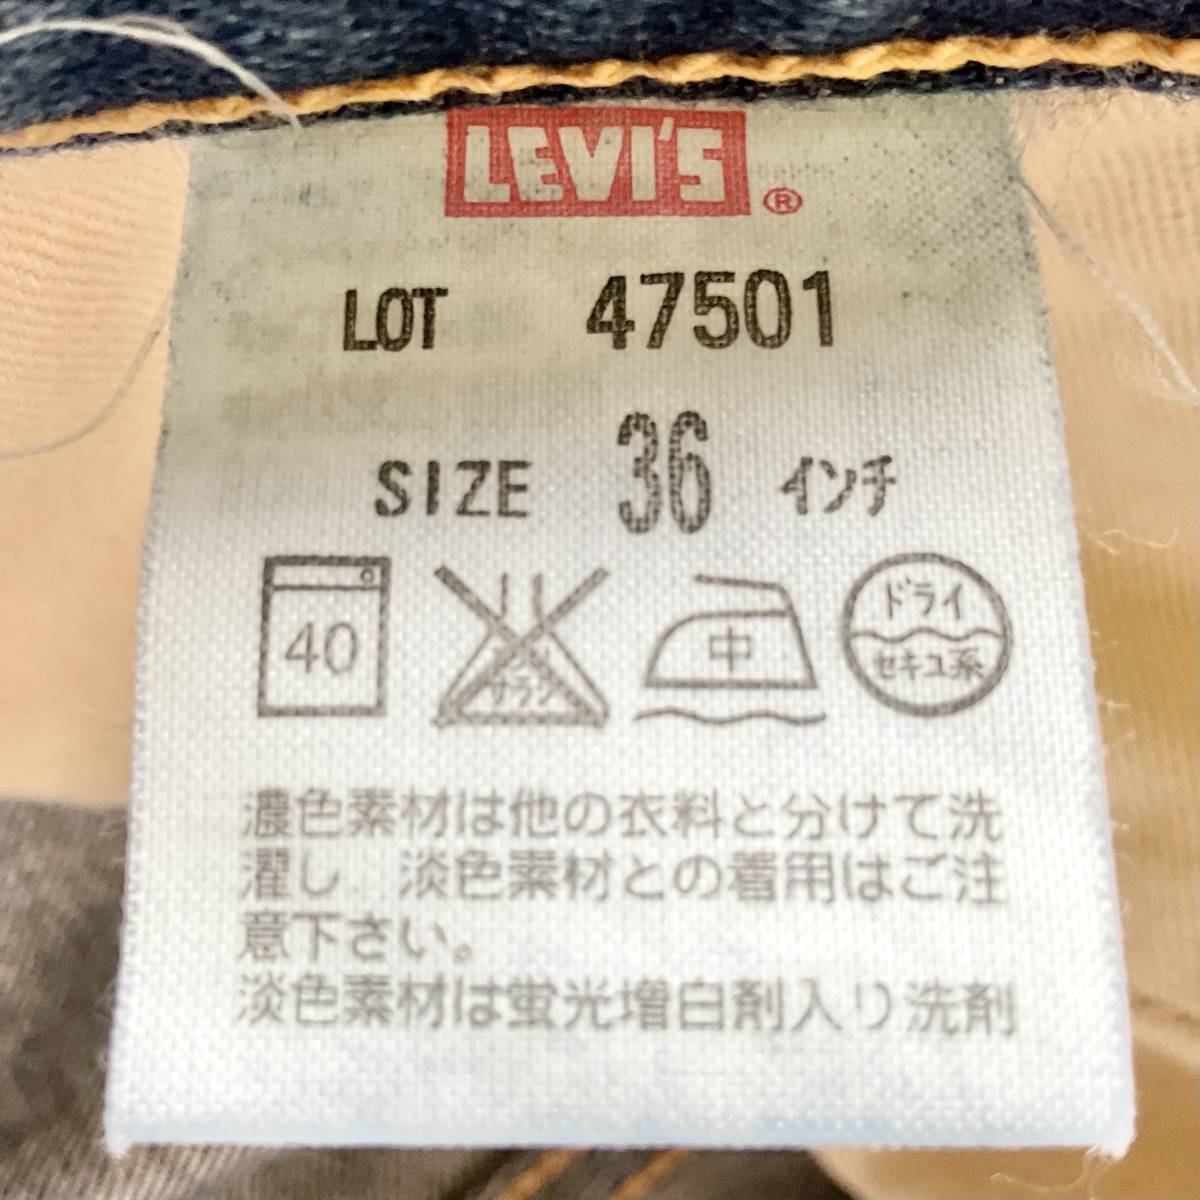 LEVI'S ®
LOT 47501
SIZE 36 インチ
40
サラシ
中
ドライ
セキユ系
濃色素材は他の衣料と分けて洗
濯し 淡色素材との着用はご注
意下さい。
淡色素材は蛍光増白剤入り洗剤